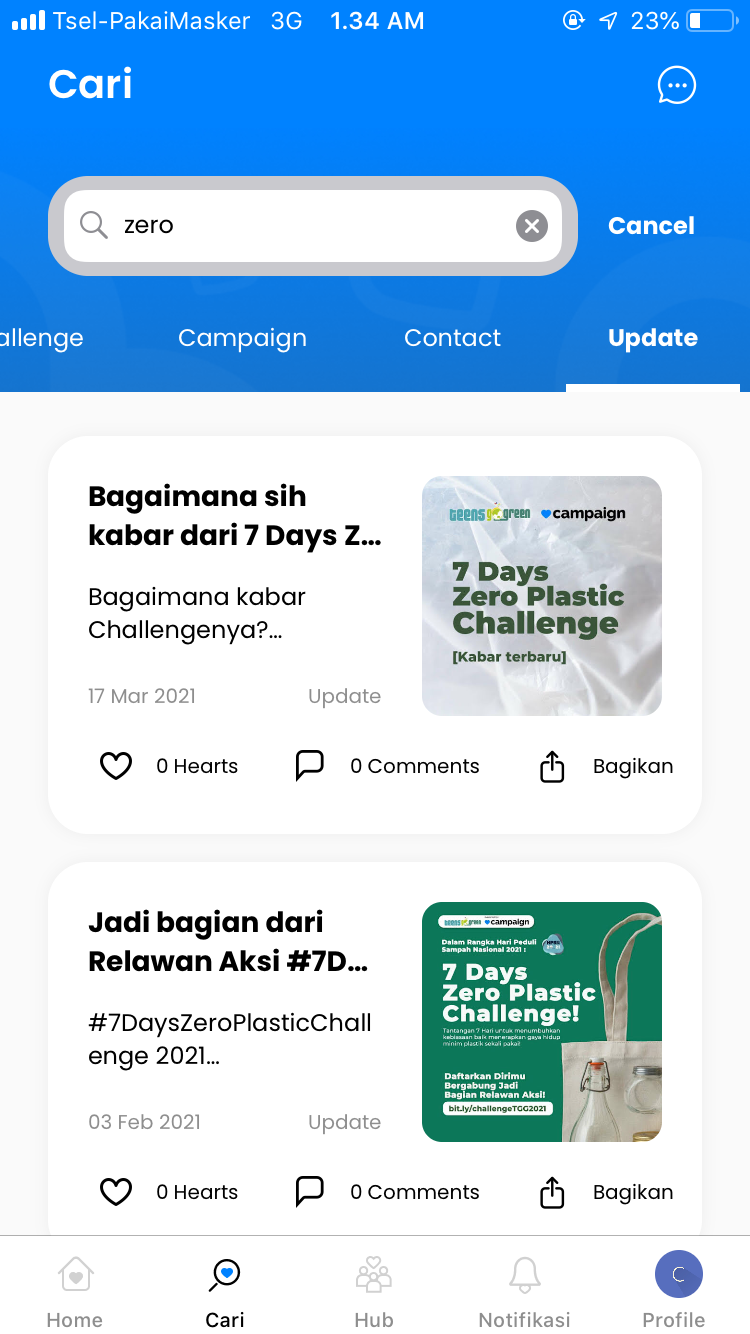 Tsel-PakaiMasker 3G 1.34 AM 23%
Cari
zero
Cancel
allenge Campaign Contact Update
Bagaimana sih
kabar dari 7 Days Z...
Bagaimana kabar
Challengenya?...
17 Mar 2021 Update
teens go green campaign
7 Days
Zero Plastic
Challenge
[Kabar terbaru]
0 Hearts 0 Comments Bagikan
Jadi bagian dari
Relawan Aksi #7D...
#7DaysZeroPlasticChall
enge 2021...
03 Feb 2021 Update
teens go green campaign
Dalam Rangka Hari Peduli
Sampah Nasional 2021 :
7 Days
Zero Plastic
Challenge!
Tantangan 7 Hari untuk menumbuhkan
kebiasaan baik menerapkan gaya hidup
minim plastik sekali pakai!
Daftarkan Dirimu
Bergabung Jadi
Bagian Relawan Aksi!
bit.ly/challengeTGG2021
0 Hearts 0 Comments Bagikan
C
Home Cari Hub Notifikasi Profile